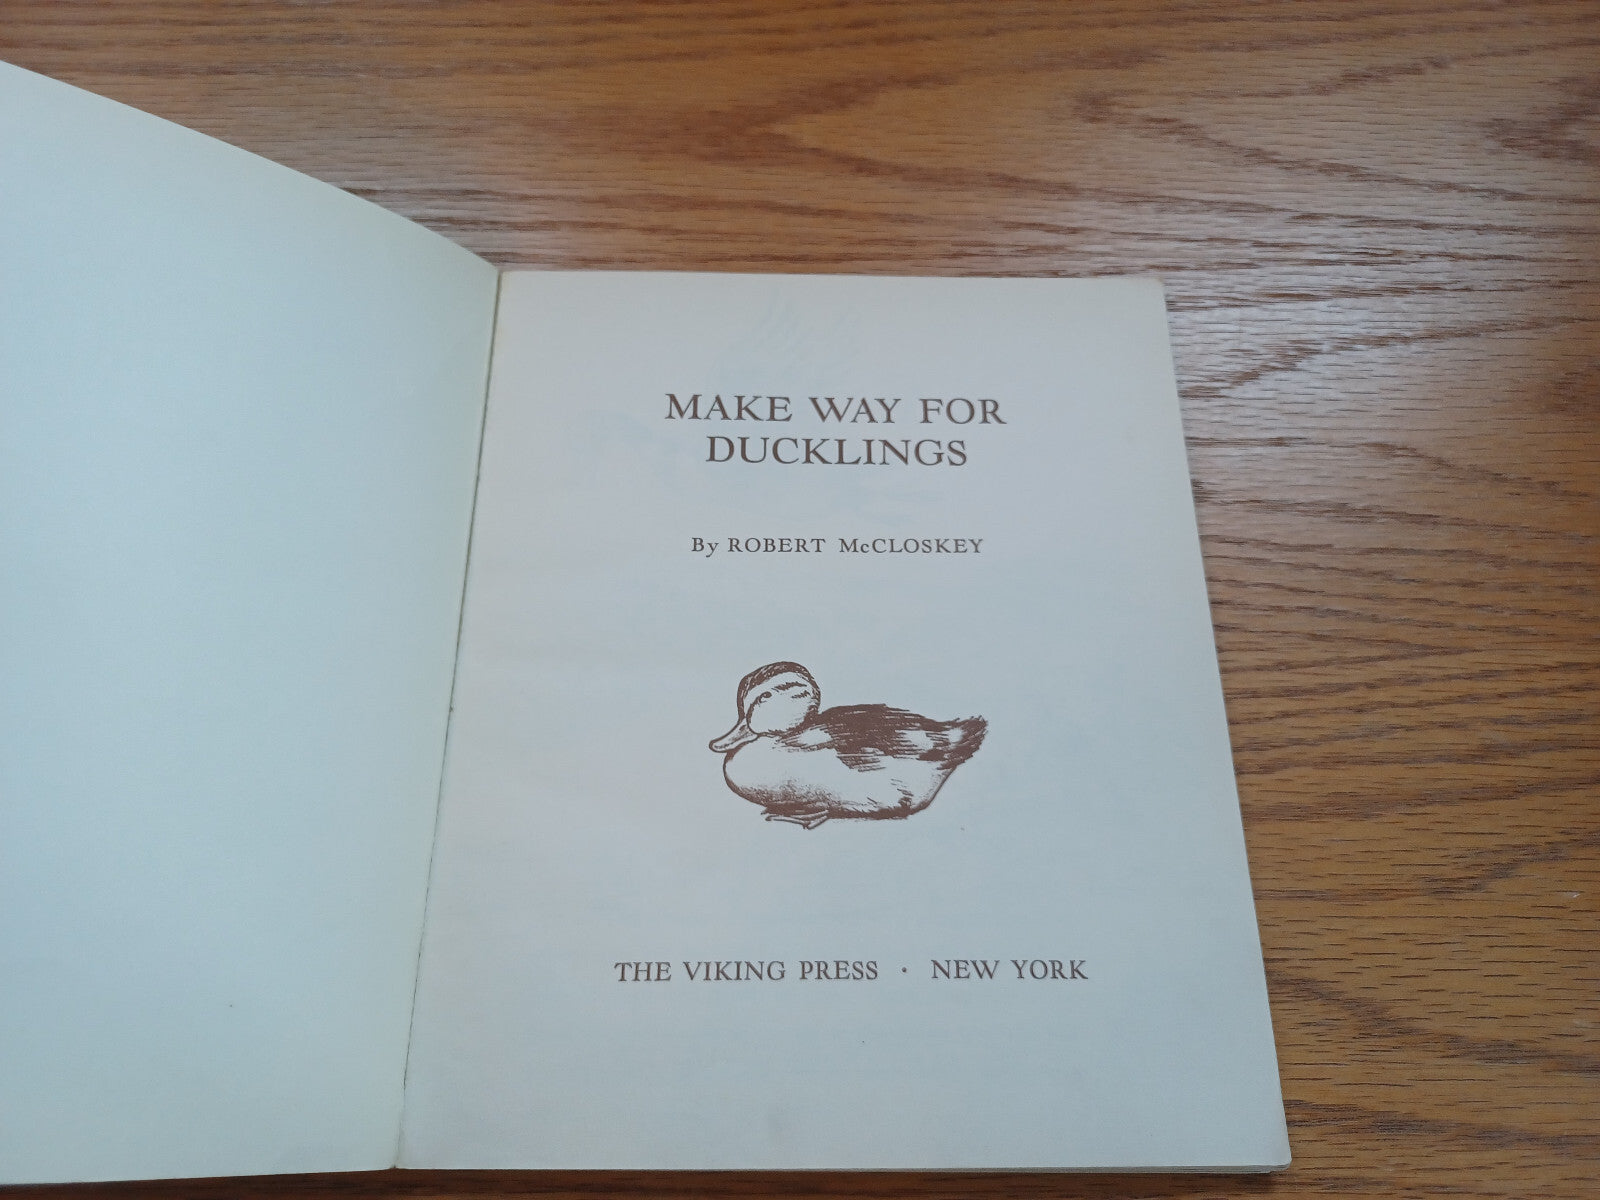 MAKE WAY FOR
DUCKLINGS
By ROBERT McCLOSKEY
THE VIKING PRESS · NEW YORK